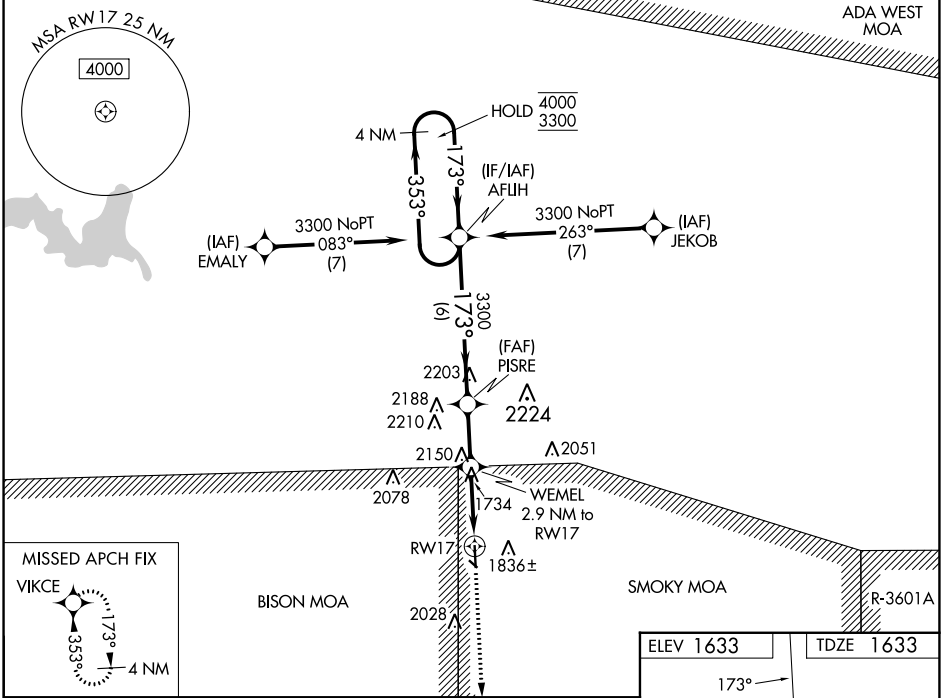 MSA RW17 25 NM
4000
ADA WEST
MOA
HOLD 4000
3300
4 NM
173°
353°
(IF/IAF)
AFLIH
3300 NoPT
083°
(7)
(IAF)
EMALY
3300 NoPT
263°
(7)
(IAF)
JEKOB
3300
173°
(6)
(FAF)
PISRE
2203
2188
2210
2224
2150
2051
2078
1734
WEMEL
2.9 NM to
RW17
RW17
1836±
MISSED APCH FIX
VIKCE
173°
353°
4 NM
BISON MOA
SMOKY MOA
R-3601A
2028
ELEV 1633
TDZE 1633
173°